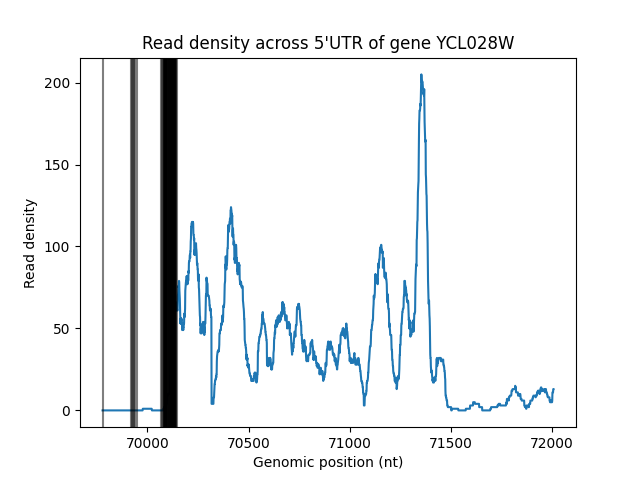 Read density across 5'UTR of gene YCL028W
Read density
200
150
100
50
0
70000 70500 71000 71500 72000
Genomic position (nt)